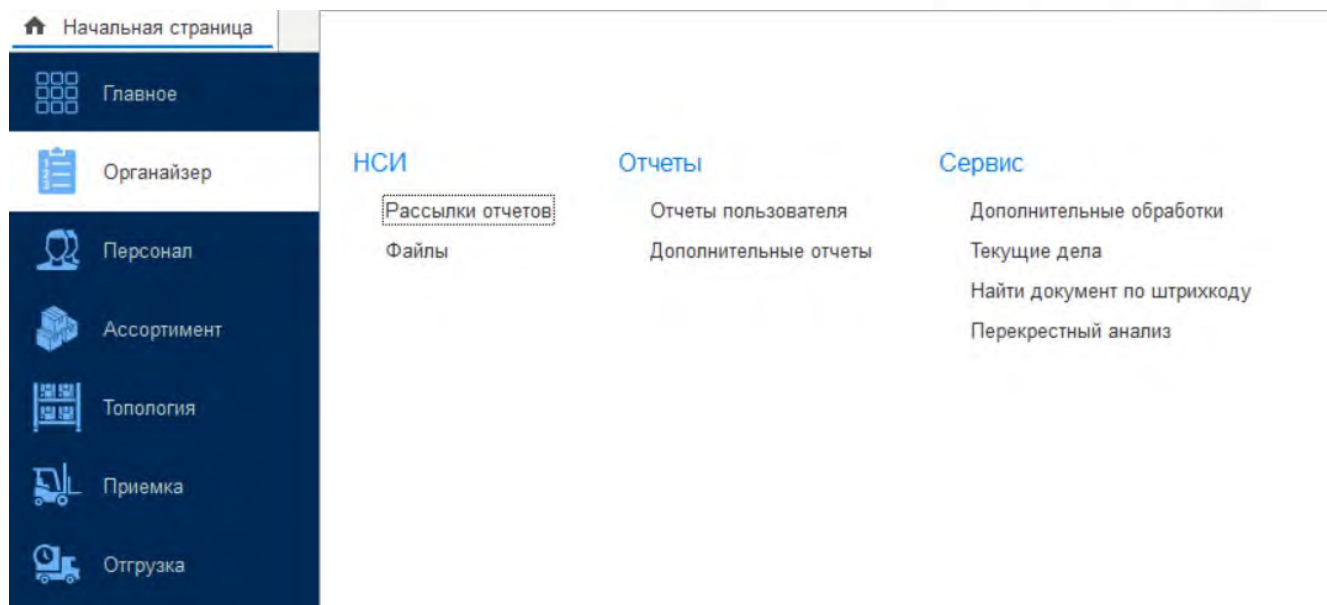 Начальная страница
Главное
Органайзер
Персонал
Ассортимент
Топология
Приемка
Отгрузка
НСИ
Рассылки отчетов
Файлы
Отчеты
Отчеты пользователя
Дополнительные отчеты
Сервис
Дополнительные обработки
Текущие дела
Найти документ по штрихкоду
Перекрестный анализ